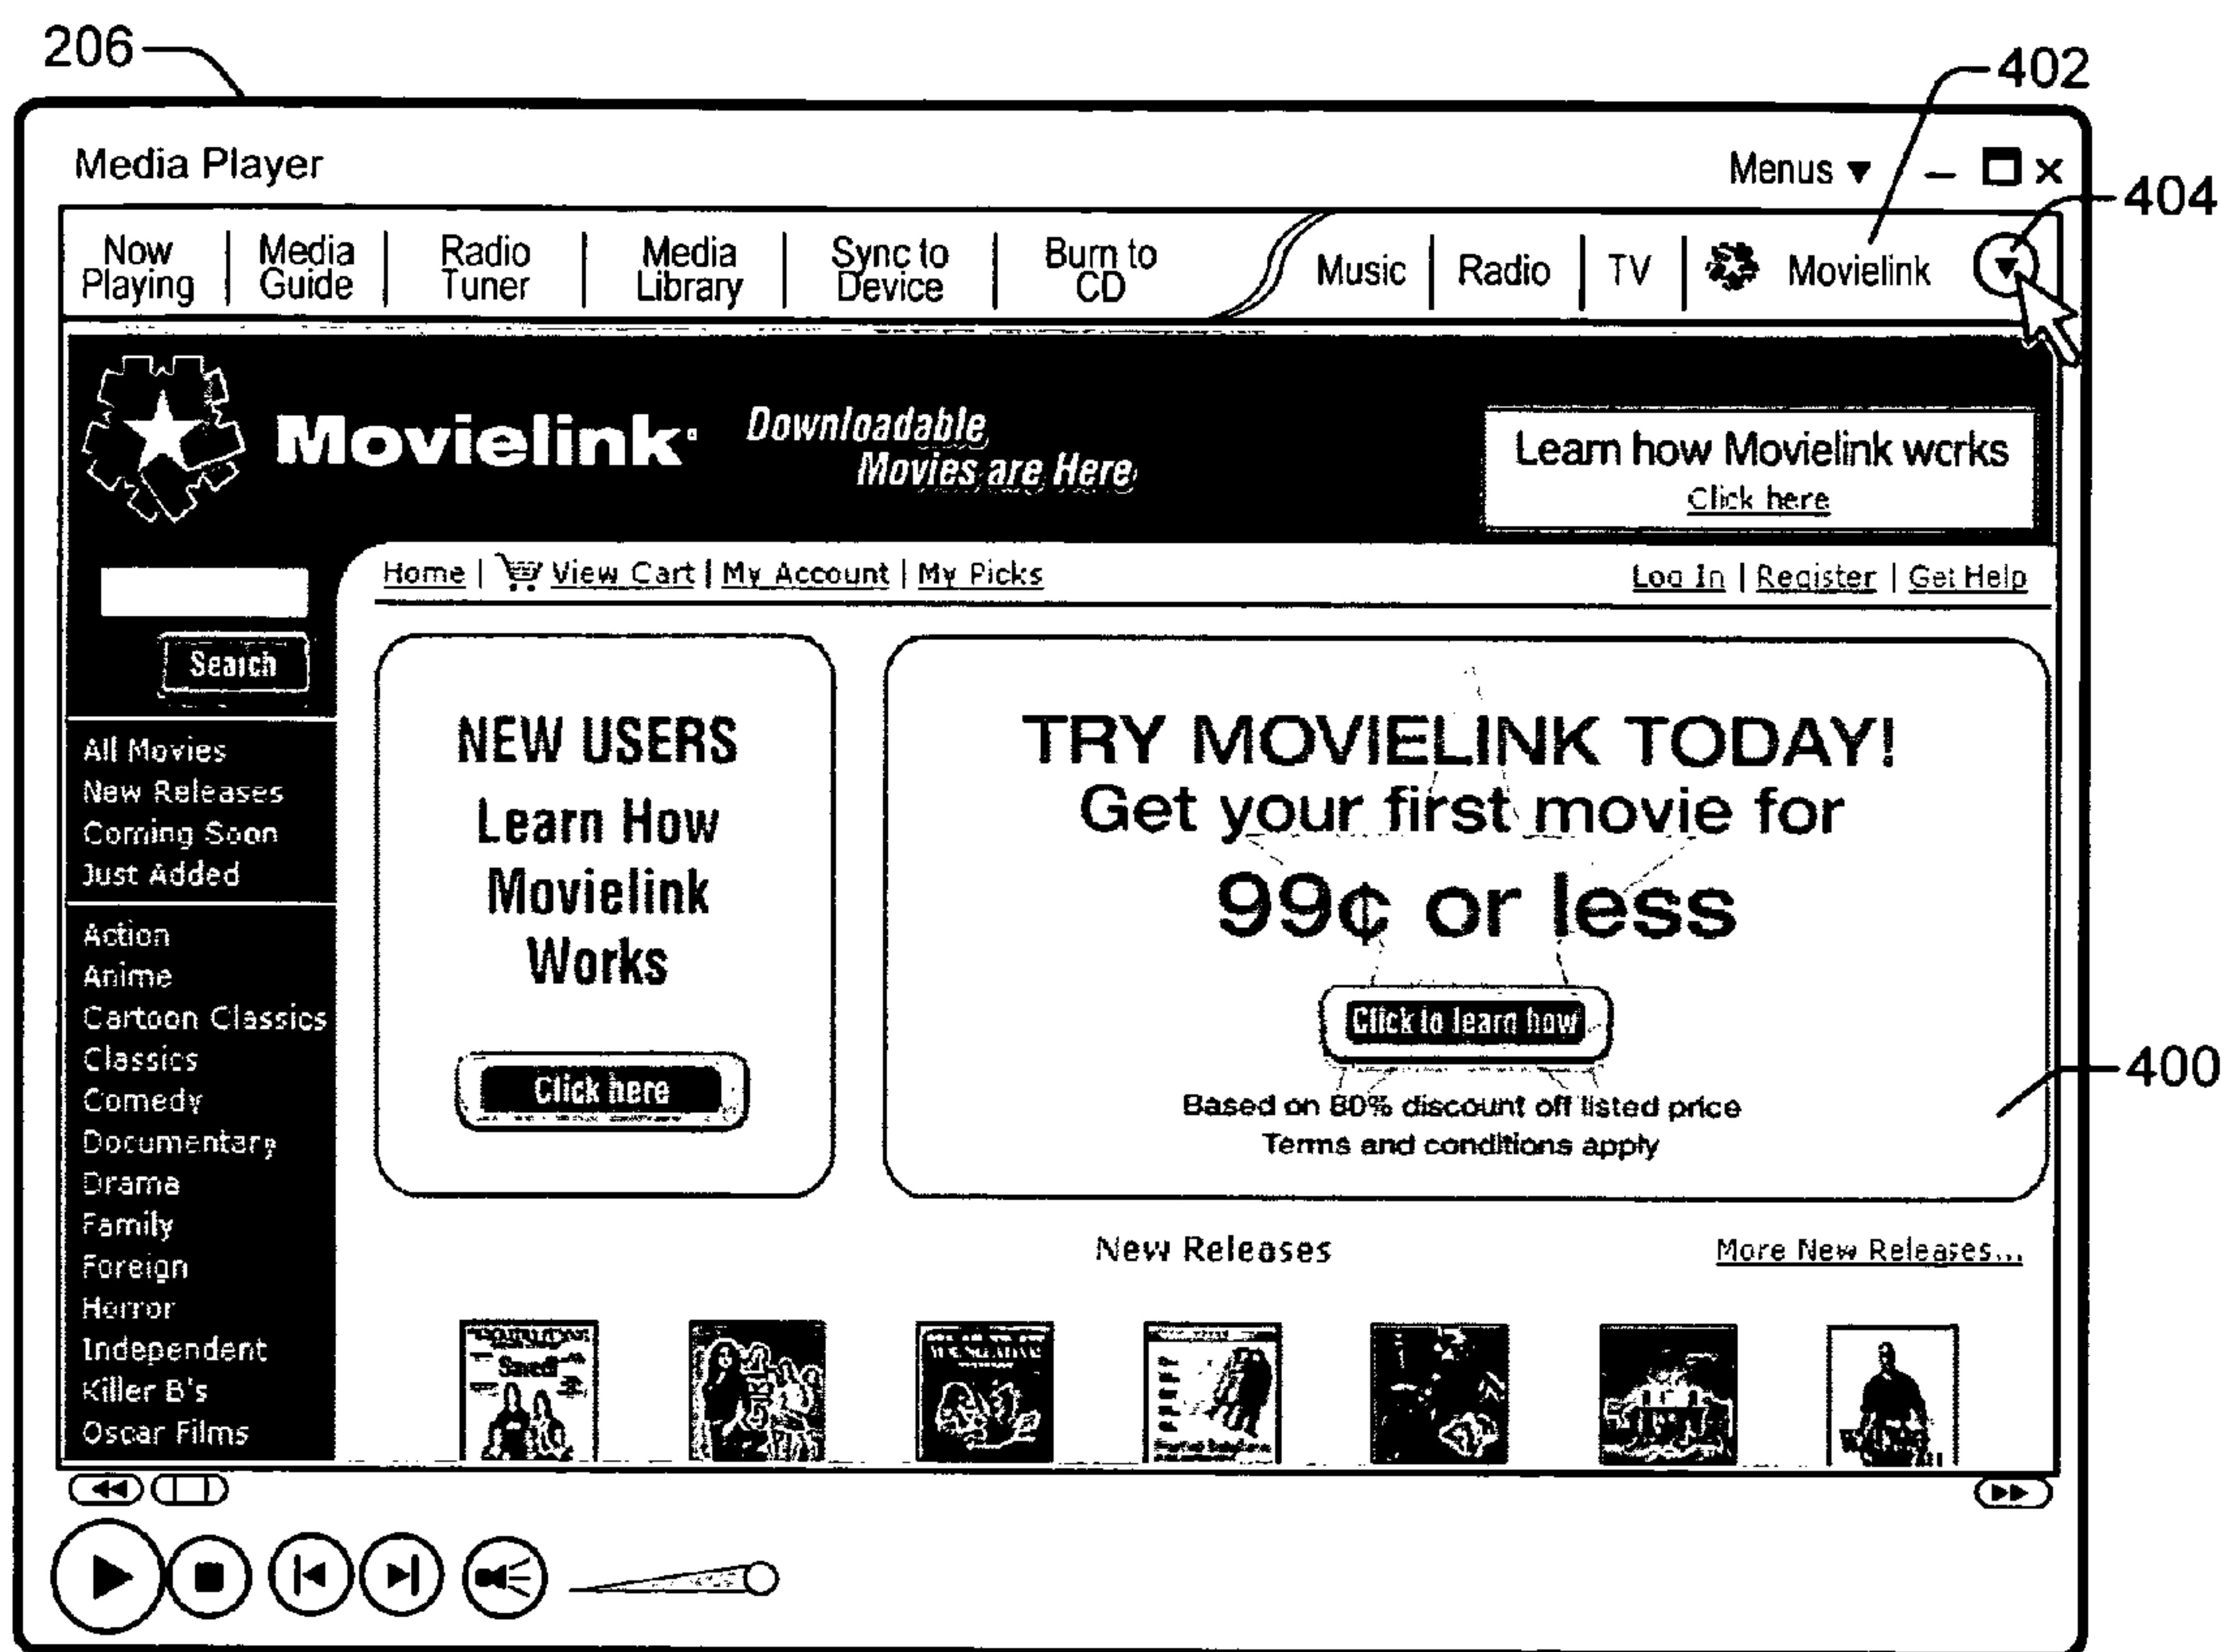 206
402
Media Player
Menus
404
Now Playing
Media Guide
Radio Tuner
Media Library
Sync to Device
Burn to CD
Music
Radio
TV
Movielink
Movielink
Downloadable
Movies are Here
Learn how Movielink works
Click here
Home | View Cart | My Account | My Picks
Log In | Register | Get Help
Search
All Movies
New Releases
Coming Soon
Just Added
Action
Anime
Cartoon Classics
Classics
Comedy
Documentary
Drama
Family
Foreign
Horror
Independent
Killer B's
Oscar Films
NEW USERS
Learn How
Movielink
Works
Click here
TRY MOVIELINK TODAY!
Get your first movie for
99¢ or less
Click to learn how
Based on 80% discount off listed price
Terms and conditions apply
400
New Releases
More New Releases...